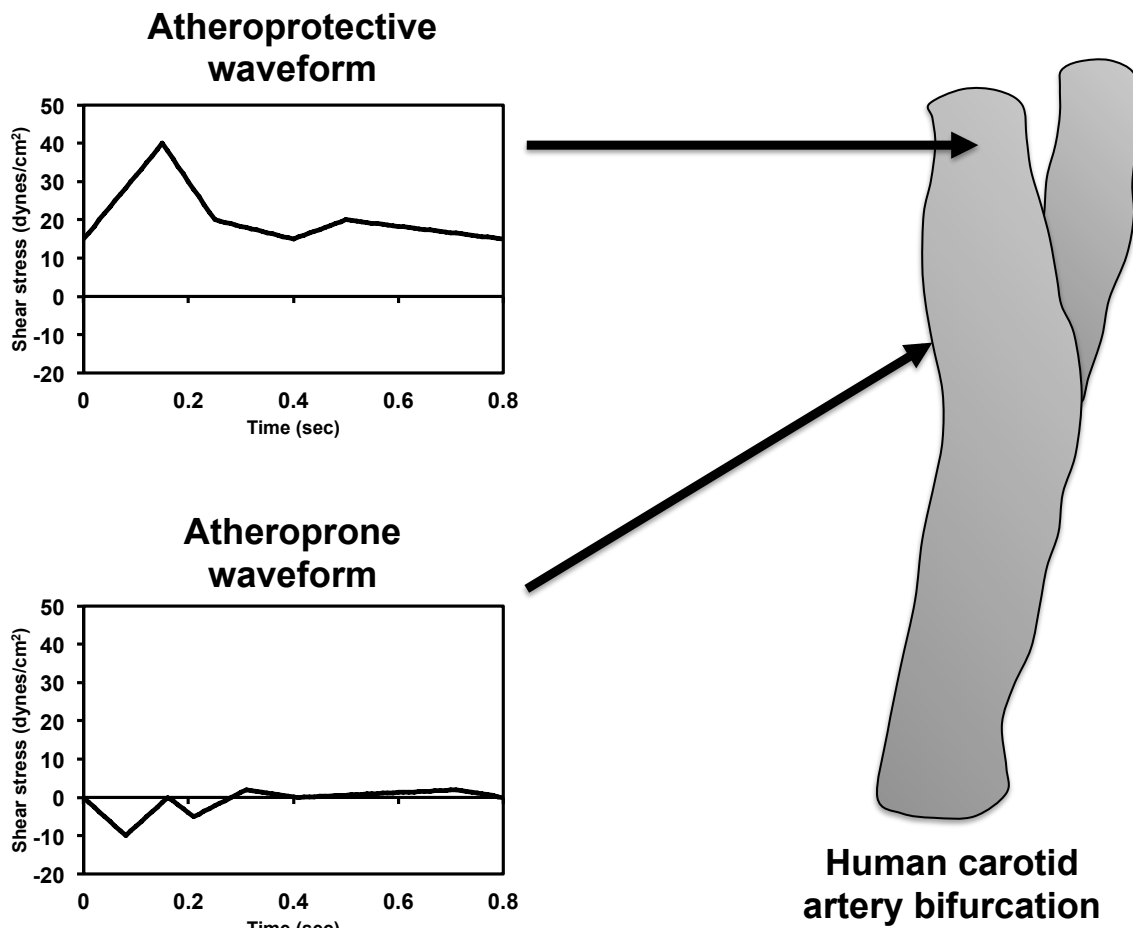 Atheroprotective
waveform
Shear stress (dynes/cm²)
50
40
30
20
10
0
-10
-20
0 0.2 0.4 0.6 0.8
Time (sec)
Atheroprone
waveform
Shear stress (dynes/cm²)
50
40
30
20
10
0
-10
-20
0 0.2 0.4 0.6 0.8
Time (sec)
Human carotid
artery bifurcation